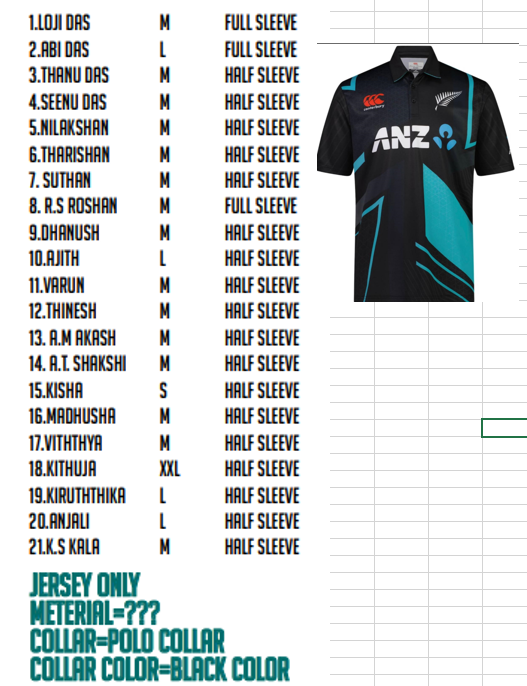 1.LOJI DAS M FULL SLEEVE
2.ABI DAS L FULL SLEEVE
3.THANU DAS M HALF SLEEVE
4.SEENU DAS M HALF SLEEVE
5.NILAKSHAN M HALF SLEEVE
6.THARISHAN M HALF SLEEVE
7. SUTHAN M HALF SLEEVE
8. R.S ROSHAN M FULL SLEEVE
9.DHANUSH M HALF SLEEVE
10.AJITH L HALF SLEEVE
11.VARUN M HALF SLEEVE
12.THINESH M HALF SLEEVE
13. A.M AKASH M HALF SLEEVE
14. A.T. SHAKSHI M HALF SLEEVE
15.KISHA S HALF SLEEVE
16.MADHUSHA M HALF SLEEVE
17.VITHTHYA M HALF SLEEVE
18.KITHUJA XXL HALF SLEEVE
19.KIRUTHTHIKA L HALF SLEEVE
20.ANJALI L HALF SLEEVE
21.K.S KALA M HALF SLEEVE
JERSEY ONLY
METERIAL=???
COLLAR=POLO COLLAR
COLLAR COLOR=BLACK COLOR
canterbury
ANZ